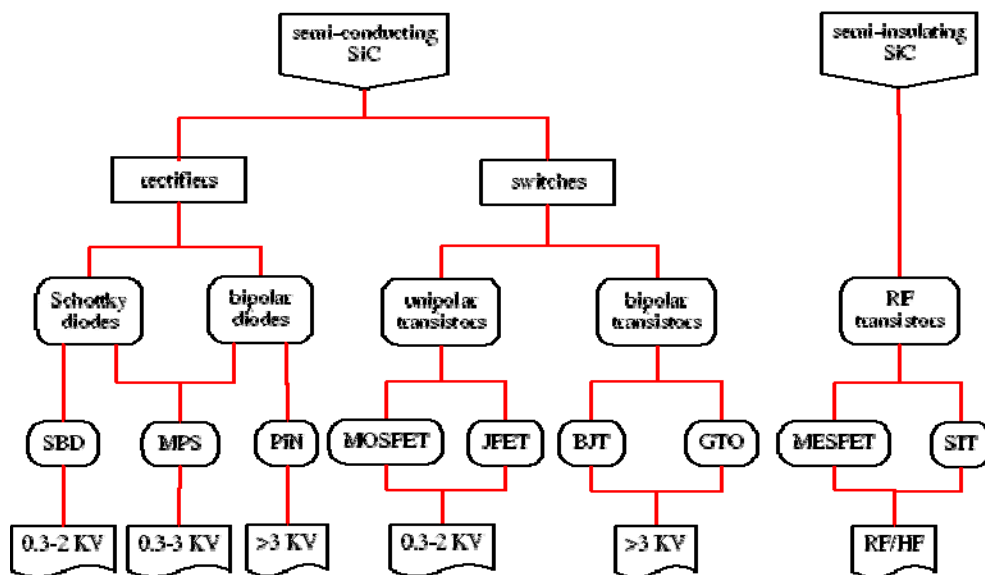 semi-conducting
SiC
semi-insulating
SiC
rectifiers
switches
Schottky
diodes
bipolar
diodes
unipolar
transistors
bipolar
transistors
RF
transistors
SBD
MPS
PiN
MOSFET
JFET
BJT
GTO
MESFET
SIT
0.3-2 KV
0.3-3 KV
>3 KV
0.3-2 KV
>3 KV
RF/HF